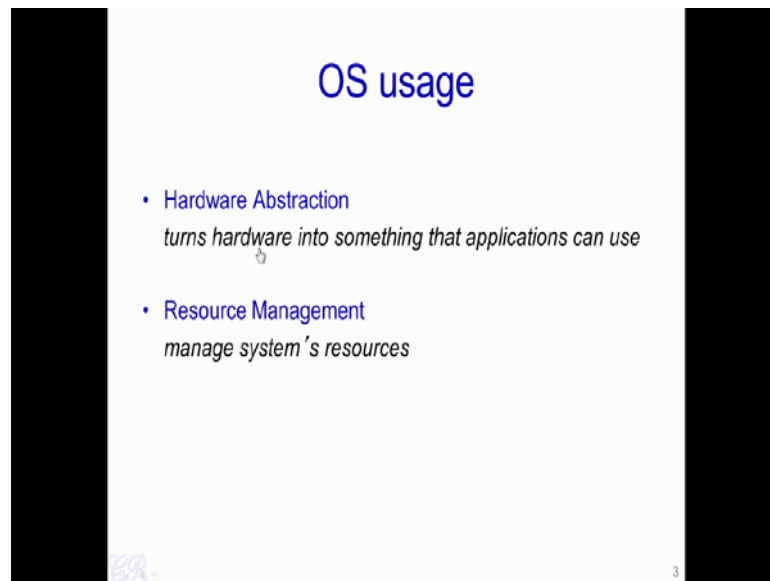 OS usage
• Hardware Abstraction
turns hardware into something that applications can use
• Resource Management
manage system's resources
3